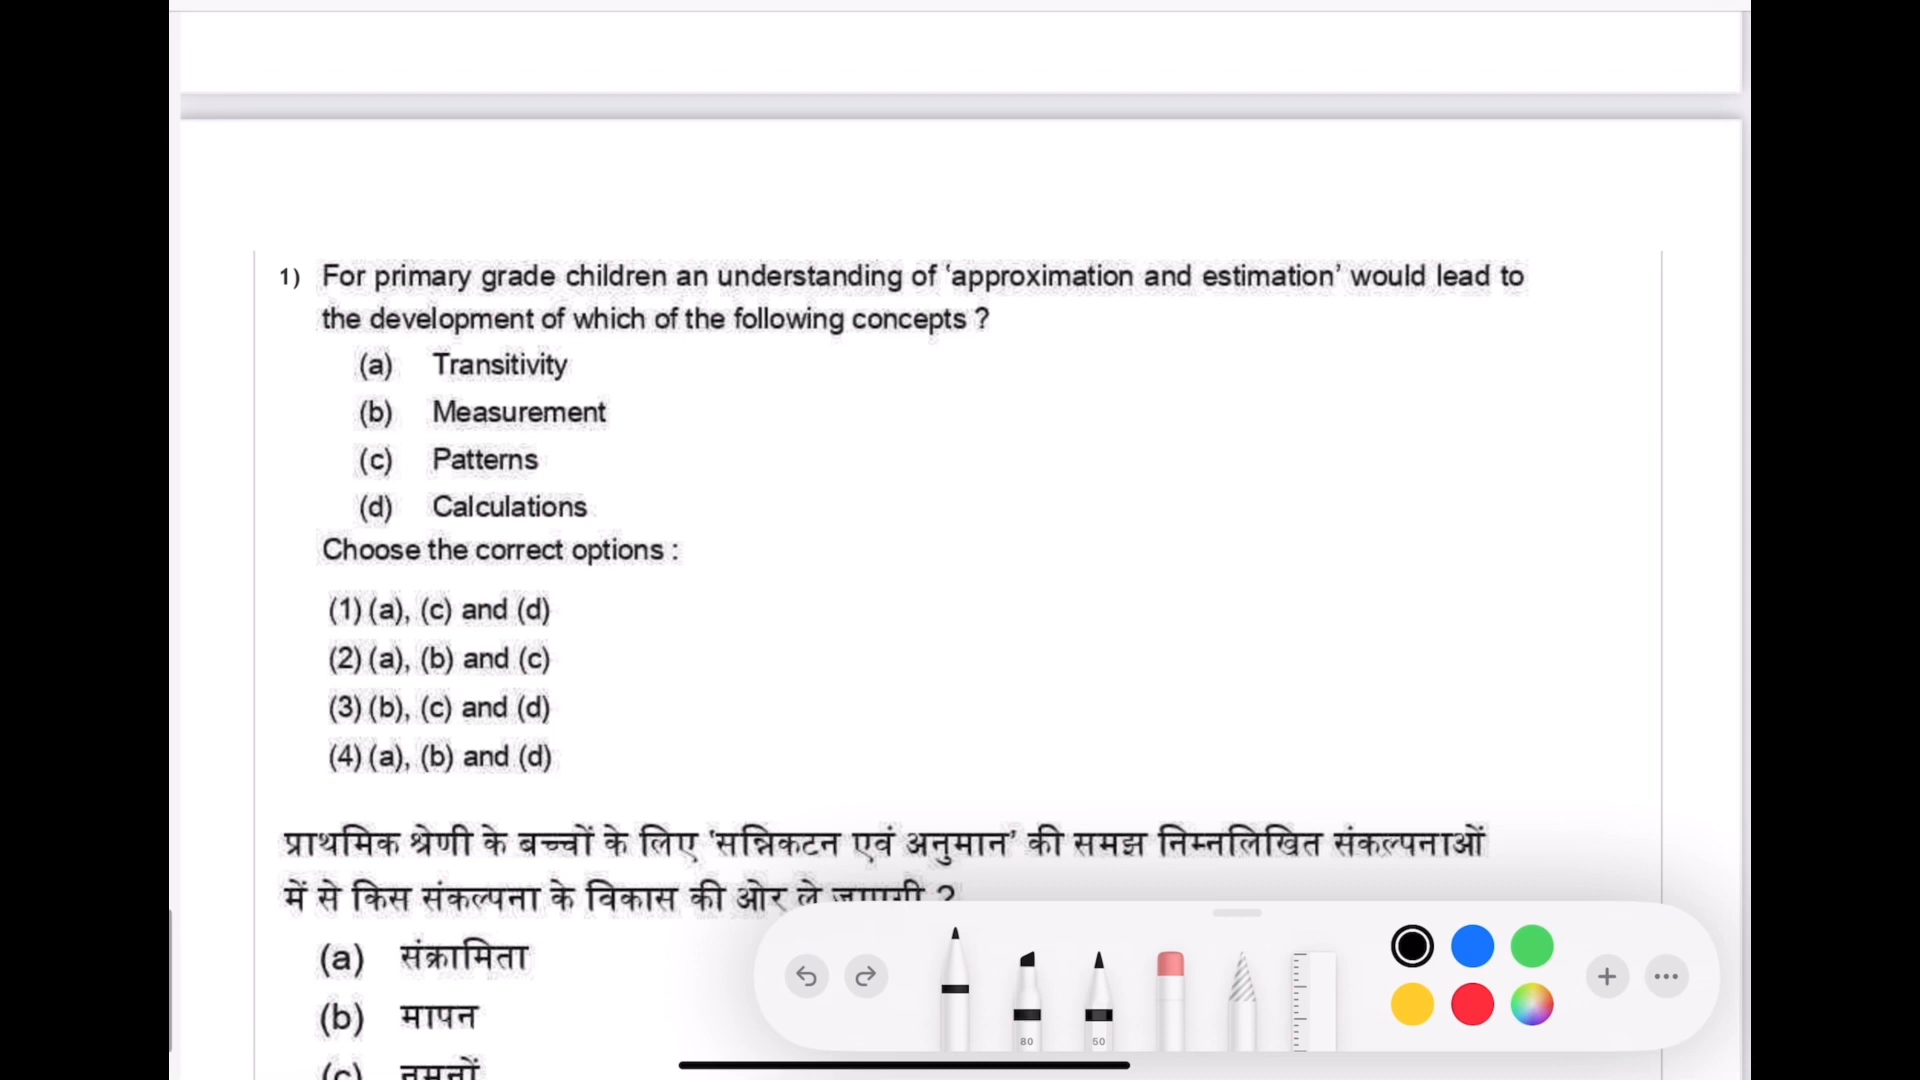 1) For primary grade children an understanding of ‘approximation and estimation’ would lead to
the development of which of the following concepts ?
(a) Transitivity
(b) Measurement
(c) Patterns
(d) Calculations
Choose the correct options :
(1) (a), (c) and (d)
(2) (a), (b) and (c)
(3) (b), (c) and (d)
(4) (a), (b) and (d)
प्राथमिक श्रेणी के बच्चों के लिए ‘सन्निकटन एवं अनुमान’ की समझ निम्नलिखित संकल्पनाओं
में से किस संकल्पना के विकास की ओर ले जाएगी ?
(a) संक्रामिता
(b) मापन
80
50